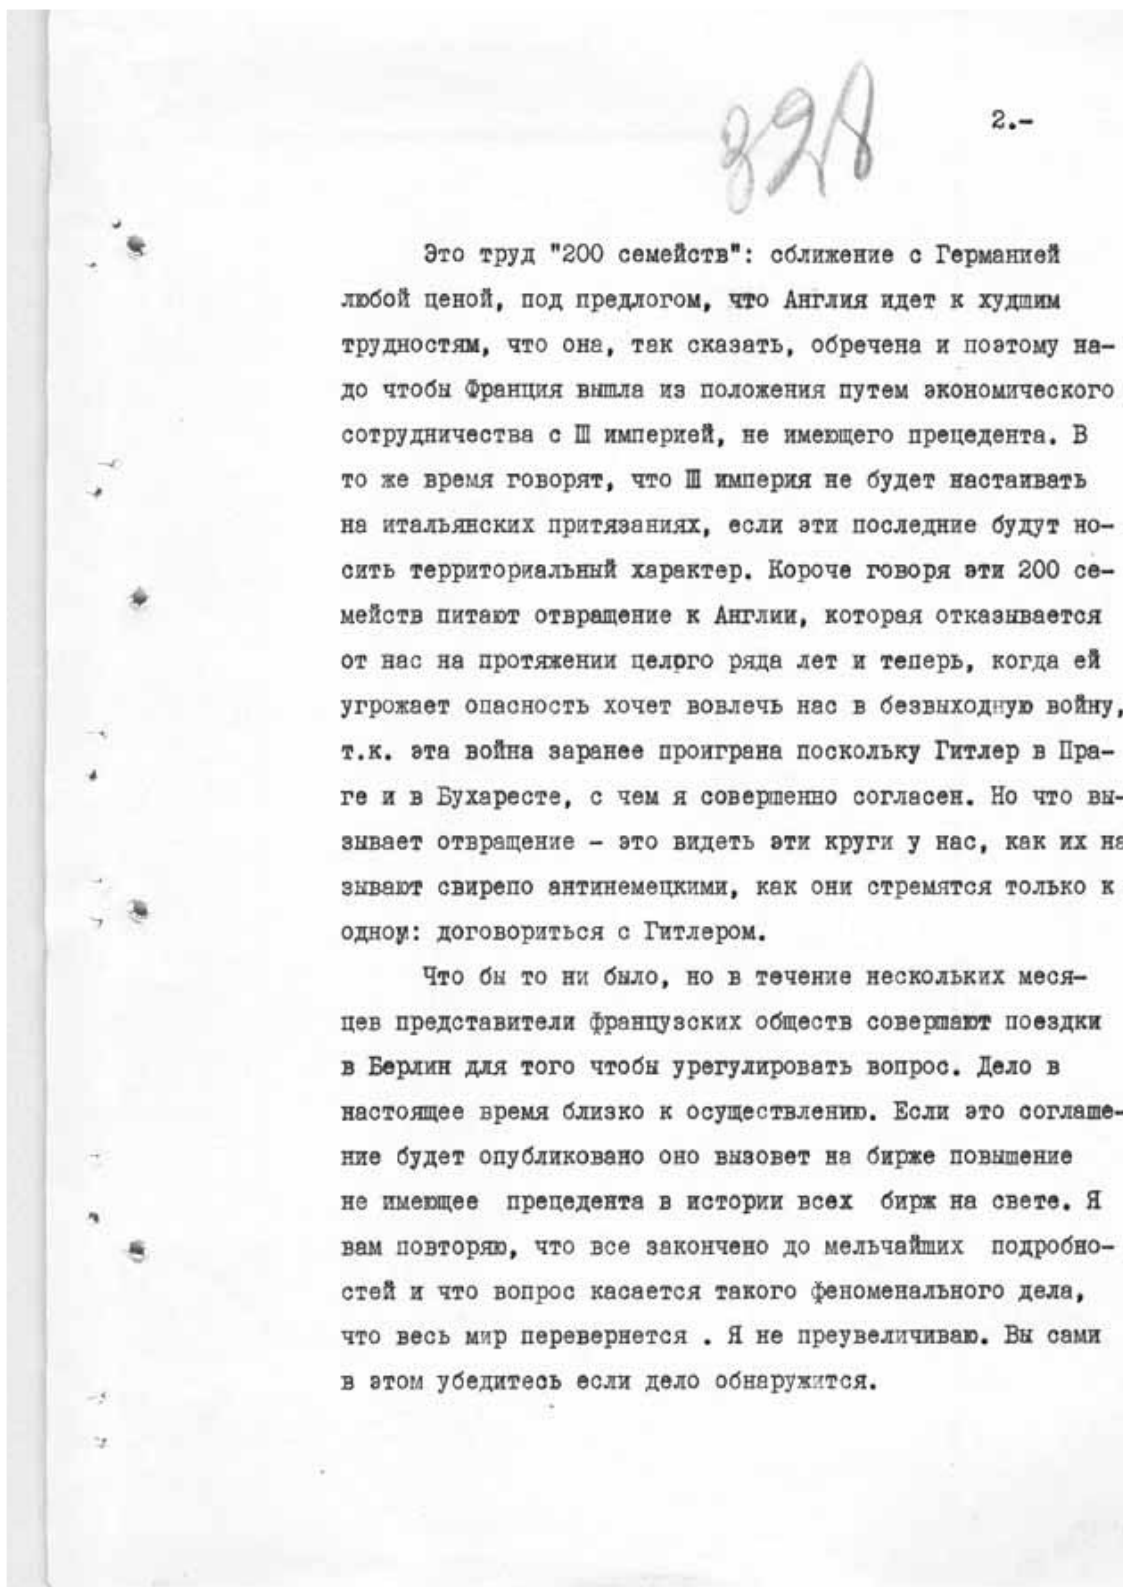 328
2.-
Это труд "200 семейств": сближение с Германией
любой ценой, под предлогом, что Англия идет к худшим
трудностям, что она, так сказать, обречена и поэтому на-
до чтобы Франция вышла из положения путем экономического
сотрудничества с III империей, не имеющего прецедента. В
то же время говорят, что III империя не будет настаивать
на итальянских притязаниях, если эти последние будут но-
сить территориальный характер. Короче говоря эти 200 се-
мейств питают отвращение к Англии, которая отказывается
от нас на протяжении целого ряда лет и теперь, когда ей
угрожает опасность хочет вовлечь нас в безвыходную войну,
т.к. эта война заранее проиграна поскольку Гитлер в Пра-
ге и в Бухаресте, с чем я совершенно согласен. Но что вы-
зывает отвращение - это видеть эти круги у нас, как их на
зывают свирепо антинемецкими, как они стремятся только к
одному: договориться с Гитлером.
Что бы то ни было, но в течение нескольких меся-
цев представители французских обществ совершают поездки
в Берлин для того чтобы урегулировать вопрос. Дело в
настоящее время близко к осуществлению. Если это соглаше-
ние будет опубликовано оно вызовет на бирже повышение
не имеющее прецедента в истории всех бирж на свете. Я
вам повторяю, что все закончено до мельчайших подробно-
стей и что вопрос касается такого феноменального дела,
что весь мир перевернется . Я не преувеличиваю. Вы сами
в этом убедитесь если дело обнаружится.